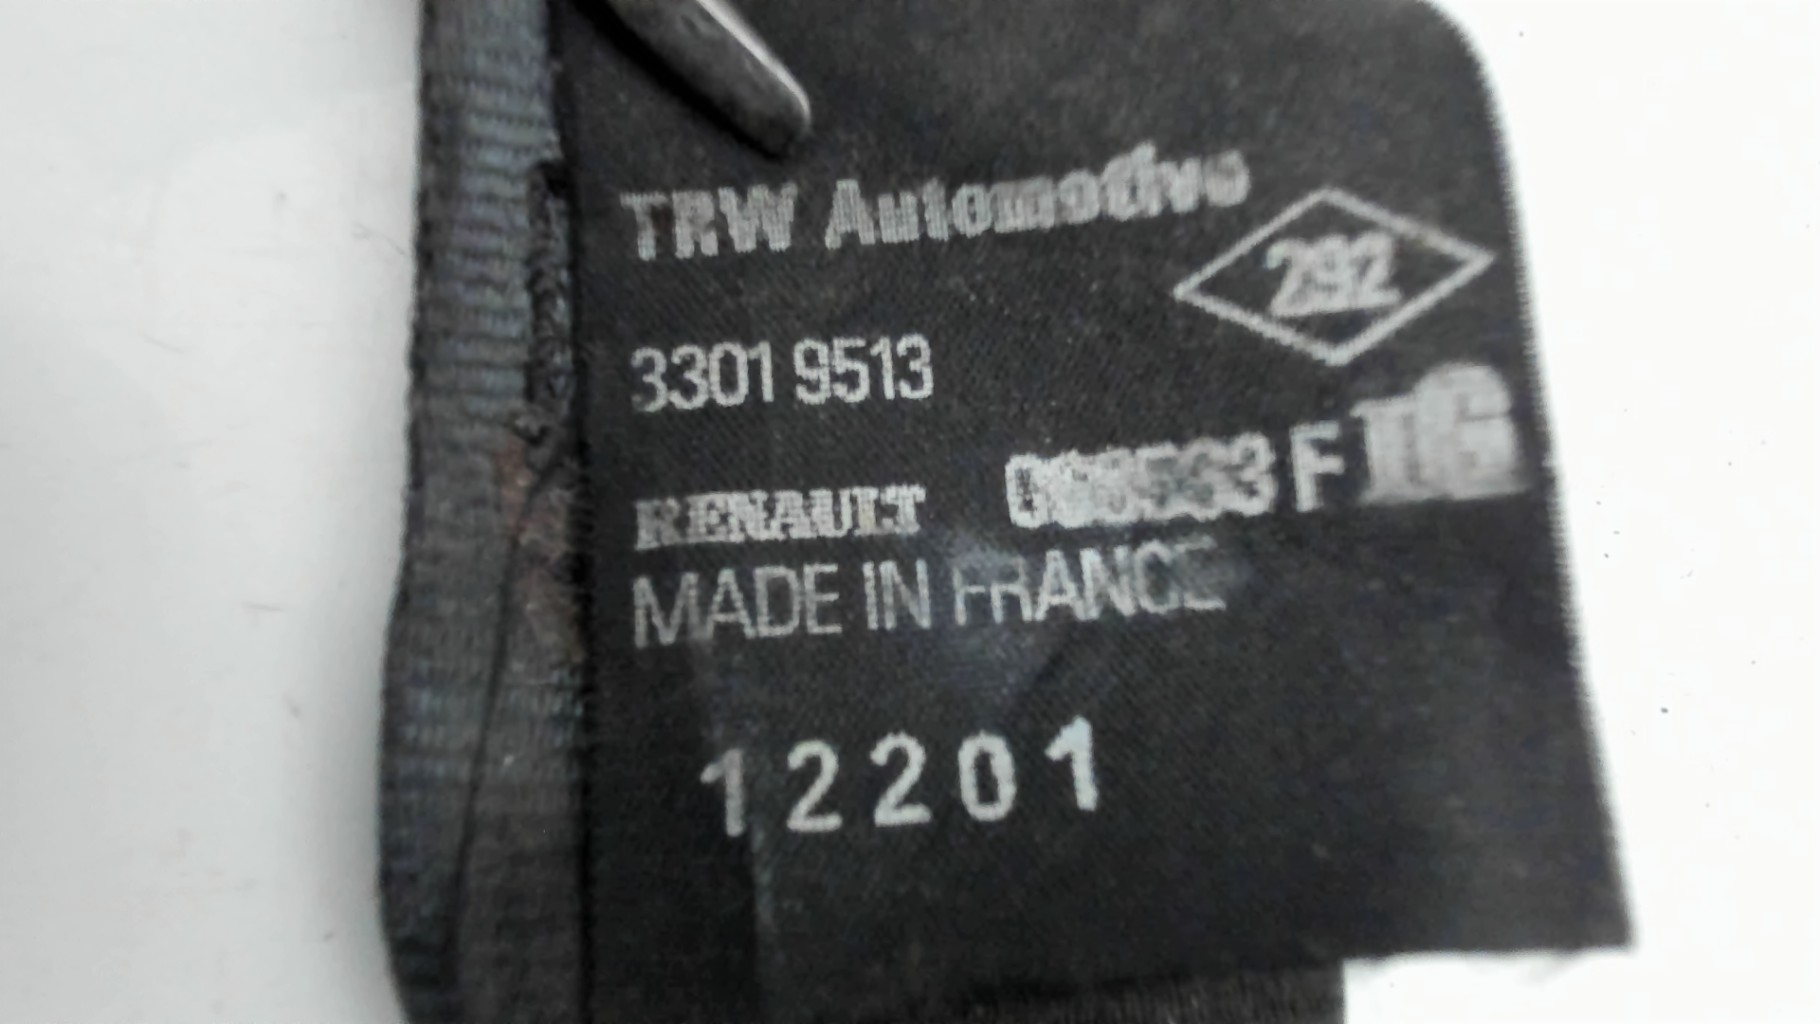 TRW Automotive
292
3301 9513
RENAULT F
MADE IN FRANCE
12201